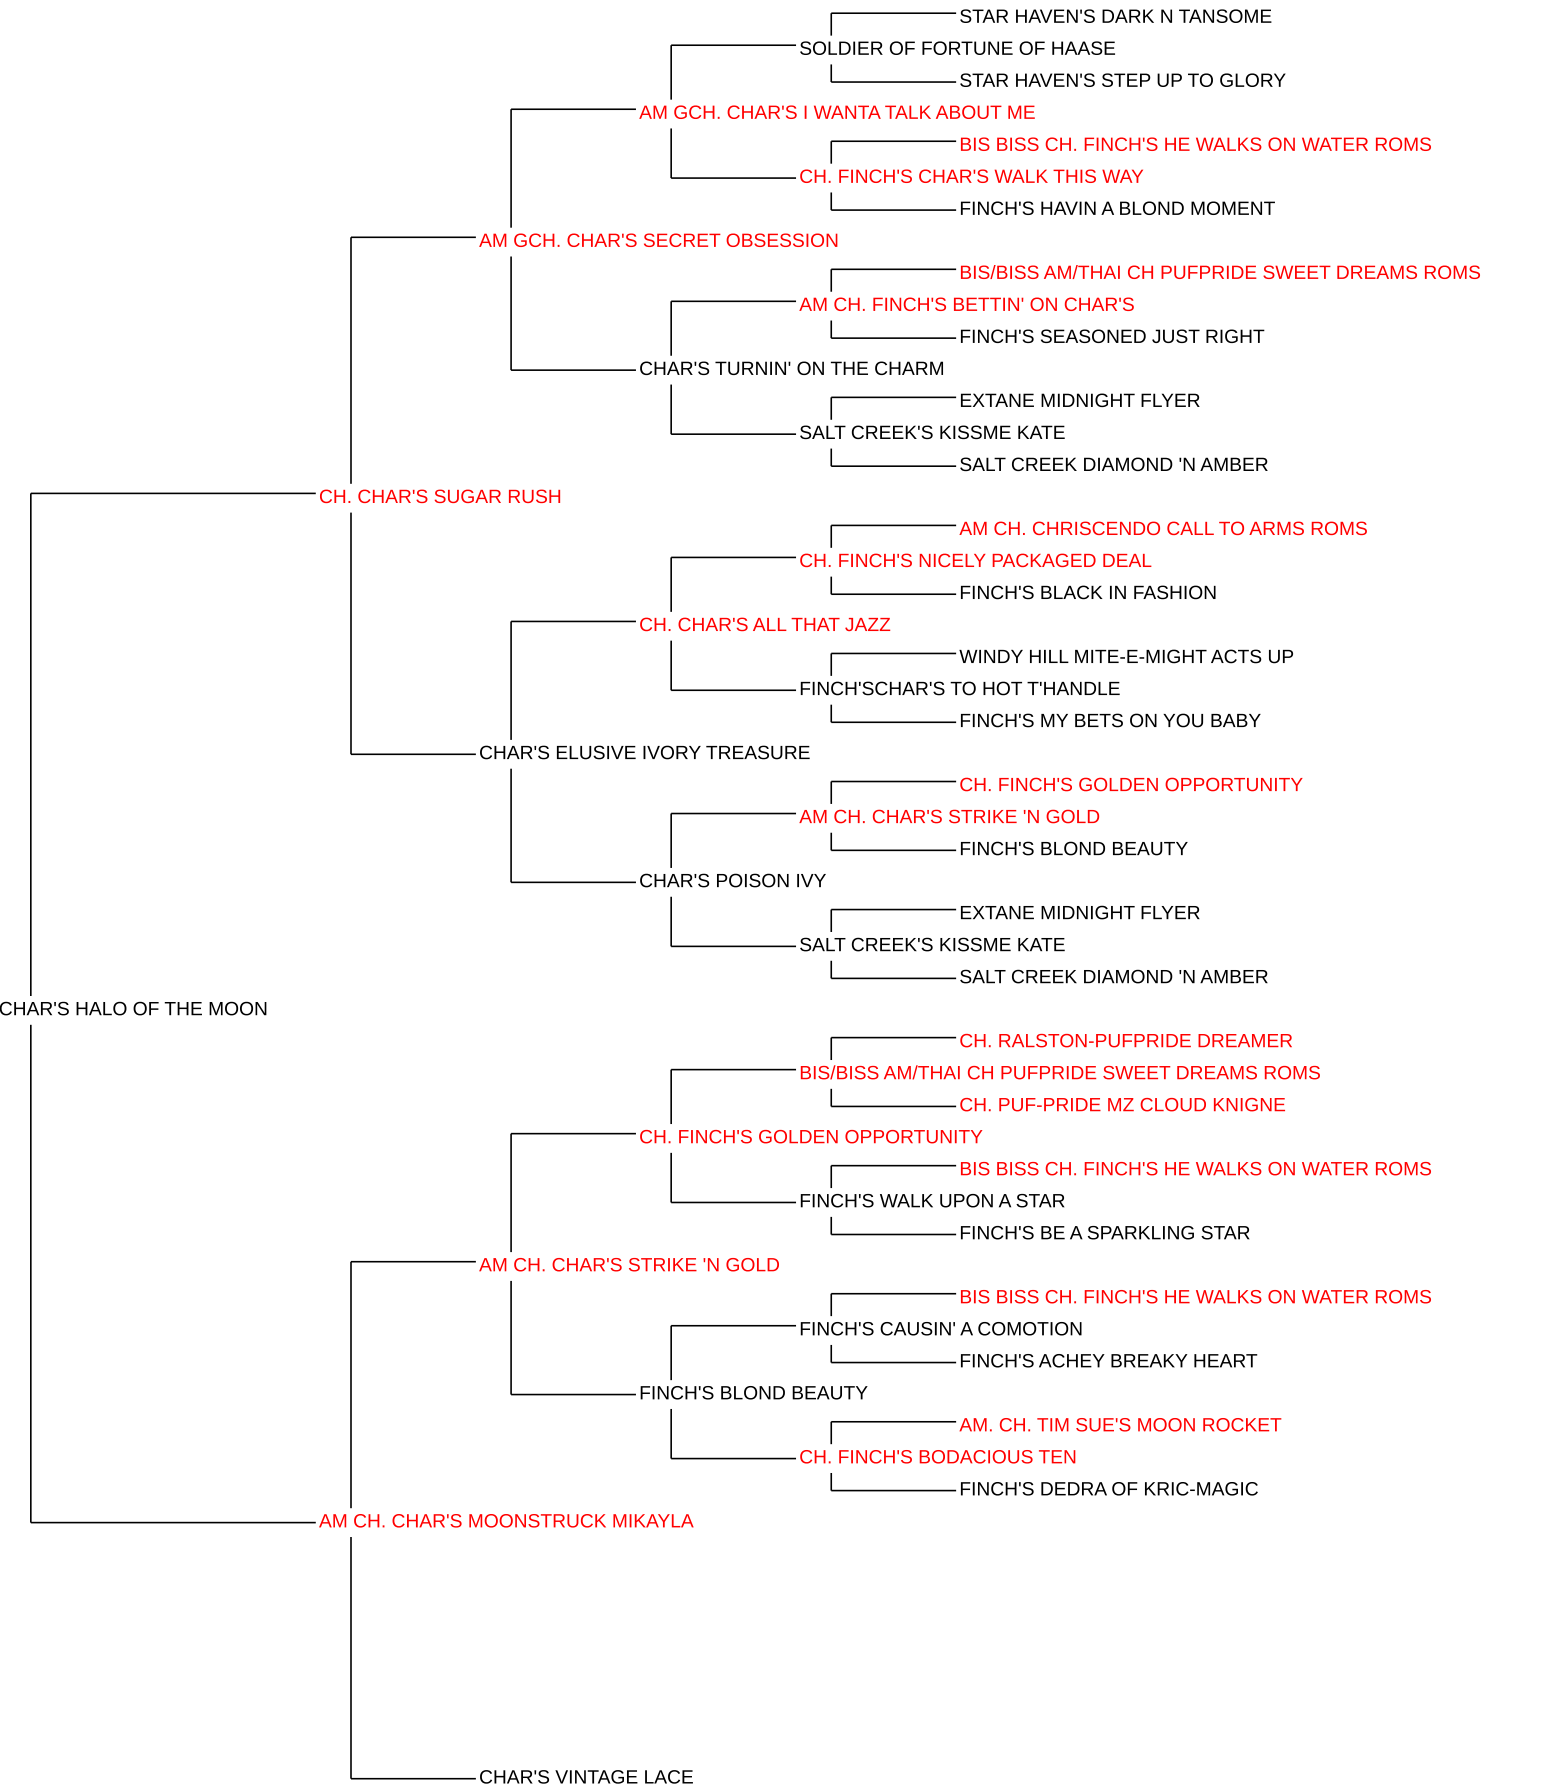 STAR HAVEN'S DARK N TANSOME
SOLDIER OF FORTUNE OF HAASE
STAR HAVEN'S STEP UP TO GLORY
AM GCH. CHAR'S I WANTA TALK ABOUT ME
BIS BISS CH. FINCH'S HE WALKS ON WATER ROMS
CH. FINCH'S CHAR'S WALK THIS WAY
FINCH'S HAVIN A BLOND MOMENT
AM GCH. CHAR'S SECRET OBSESSION
BIS/BISS AM/THAI CH PUFPRIDE SWEET DREAMS ROMS
AM CH. FINCH'S BETTIN' ON CHAR'S
FINCH'S SEASONED JUST RIGHT
CHAR'S TURNIN' ON THE CHARM
EXTANE MIDNIGHT FLYER
SALT CREEK'S KISSME KATE
SALT CREEK DIAMOND 'N AMBER
CH. CHAR'S SUGAR RUSH
AM CH. CHRISCENDO CALL TO ARMS ROMS
CH. FINCH'S NICELY PACKAGED DEAL
FINCH'S BLACK IN FASHION
CH. CHAR'S ALL THAT JAZZ
WINDY HILL MITE-E-MIGHT ACTS UP
FINCH'SCHAR'S TO HOT T'HANDLE
FINCH'S MY BETS ON YOU BABY
CHAR'S ELUSIVE IVORY TREASURE
CH. FINCH'S GOLDEN OPPORTUNITY
AM CH. CHAR'S STRIKE 'N GOLD
FINCH'S BLOND BEAUTY
CHAR'S POISON IVY
EXTANE MIDNIGHT FLYER
SALT CREEK'S KISSME KATE
SALT CREEK DIAMOND 'N AMBER
CHAR'S HALO OF THE MOON
CH. RALSTON-PUFPRIDE DREAMER
BIS/BISS AM/THAI CH PUFPRIDE SWEET DREAMS ROMS
CH. PUF-PRIDE MZ CLOUD KNIGNE
CH. FINCH'S GOLDEN OPPORTUNITY
BIS BISS CH. FINCH'S HE WALKS ON WATER ROMS
FINCH'S WALK UPON A STAR
FINCH'S BE A SPARKLING STAR
AM CH. CHAR'S STRIKE 'N GOLD
BIS BISS CH. FINCH'S HE WALKS ON WATER ROMS
FINCH'S CAUSIN' A COMOTION
FINCH'S ACHEY BREAKY HEART
FINCH'S BLOND BEAUTY
AM. CH. TIM SUE'S MOON ROCKET
CH. FINCH'S BODACIOUS TEN
FINCH'S DEDRA OF KRIC-MAGIC
AM CH. CHAR'S MOONSTRUCK MIKAYLA
CHAR'S VINTAGE LACE